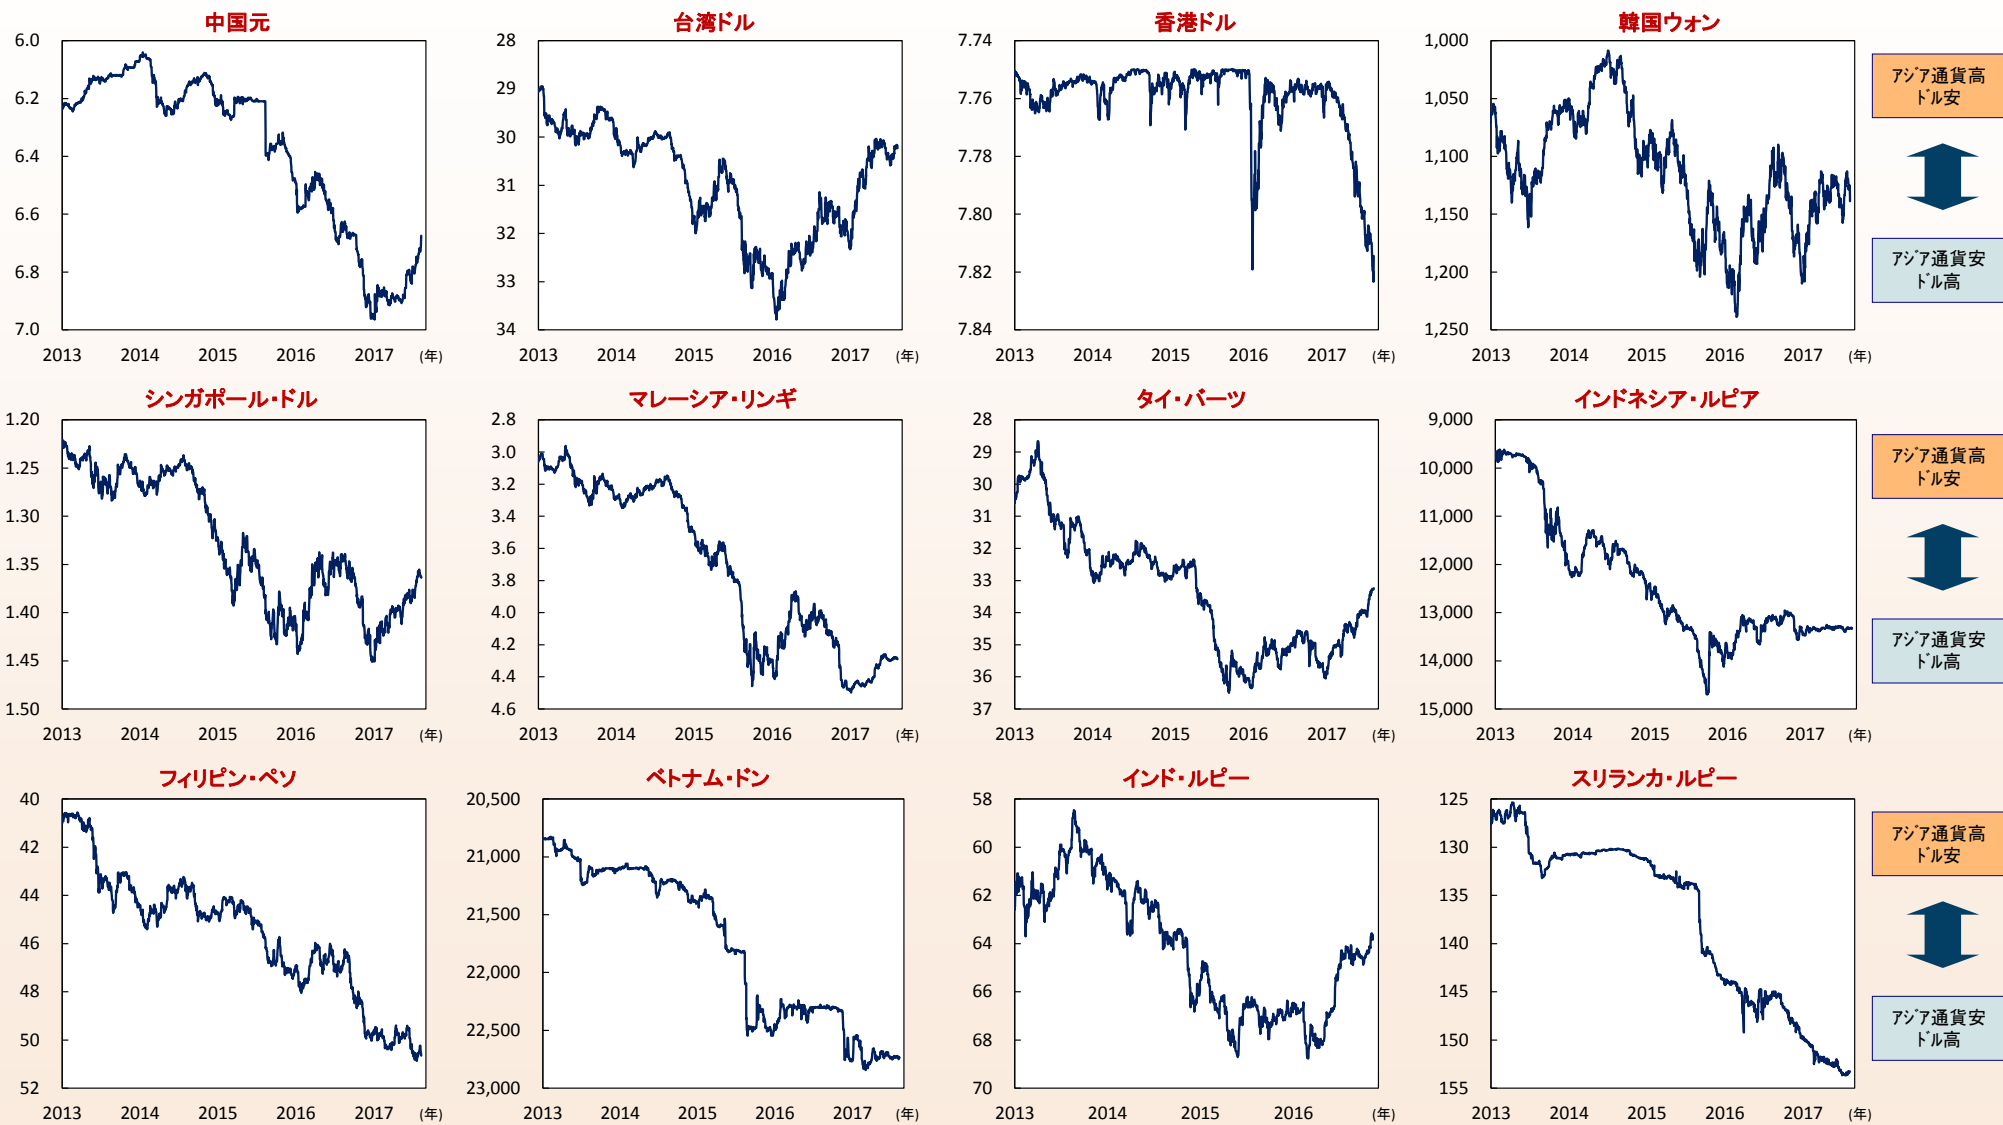 中国元
台湾ドル
香港ドル
韓国ウォン
6.0
6.2
6.4
6.6
6.8
7.0
2013 2014 2015 2016 2017 (年)
28
29
30
31
32
33
34
2013 2014 2015 2016 2017 (年)
7.74
7.76
7.78
7.80
7.82
7.84
2013 2014 2015 2016 2017 (年)
1,000
1,050
1,100
1,150
1,200
1,250
2013 2014 2015 2016 2017 (年)
アジア通貨高
ドル安
アジア通貨安
ドル高
シンガポール・ドル
マレーシア・リンギ
タイ・バーツ
インドネシア・ルピア
1.20
1.25
1.30
1.35
1.40
1.45
1.50
2013 2014 2015 2016 2017 (年)
2.8
3.0
3.2
3.4
3.6
3.8
4.0
4.2
4.4
4.6
2013 2014 2015 2016 2017 (年)
28
29
30
31
32
33
34
35
36
37
2013 2014 2015 2016 2017 (年)
9,000
10,000
11,000
12,000
13,000
14,000
15,000
2013 2014 2015 2016 2017 (年)
アジア通貨高
ドル安
アジア通貨安
ドル高
フィリピン・ペソ
ベトナム・ドン
インド・ルピー
スリランカ・ルピー
40
42
44
46
48
50
52
2013 2014 2015 2016 2017 (年)
20,500
21,000
21,500
22,000
22,500
23,000
2013 2014 2015 2016 2017 (年)
58
60
62
64
66
68
70
2013 2014 2015 2016 (年)
125
130
135
140
145
150
155
2013 2014 2015 2016 2017 (年)
アジア通貨高
ドル安
アジア通貨安
ドル高